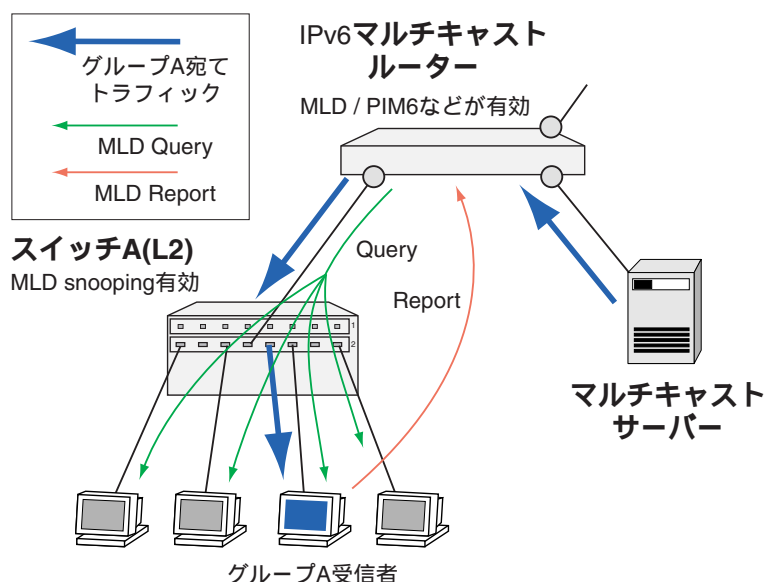 グループA宛て
トラフィック
MLD Query
MLD Report
IPv6マルチキャスト
ルーター
MLD / PIM6などが有効
スイッチA(L2)
MLD snooping有効
Query
Report
1
2
マルチキャスト
サーバー
グループA受信者